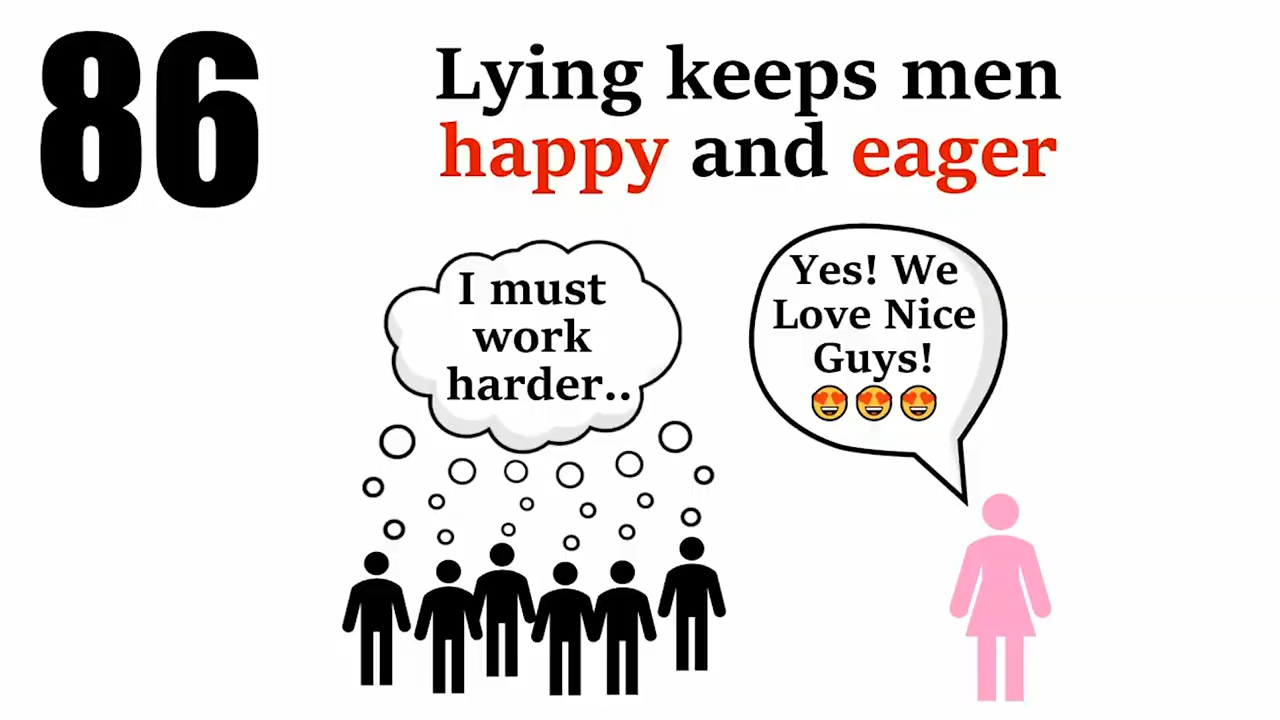 86
Lying keeps men
happy and eager
I must
work
harder..
Yes! We
Love Nice
Guys!
😍😍😍